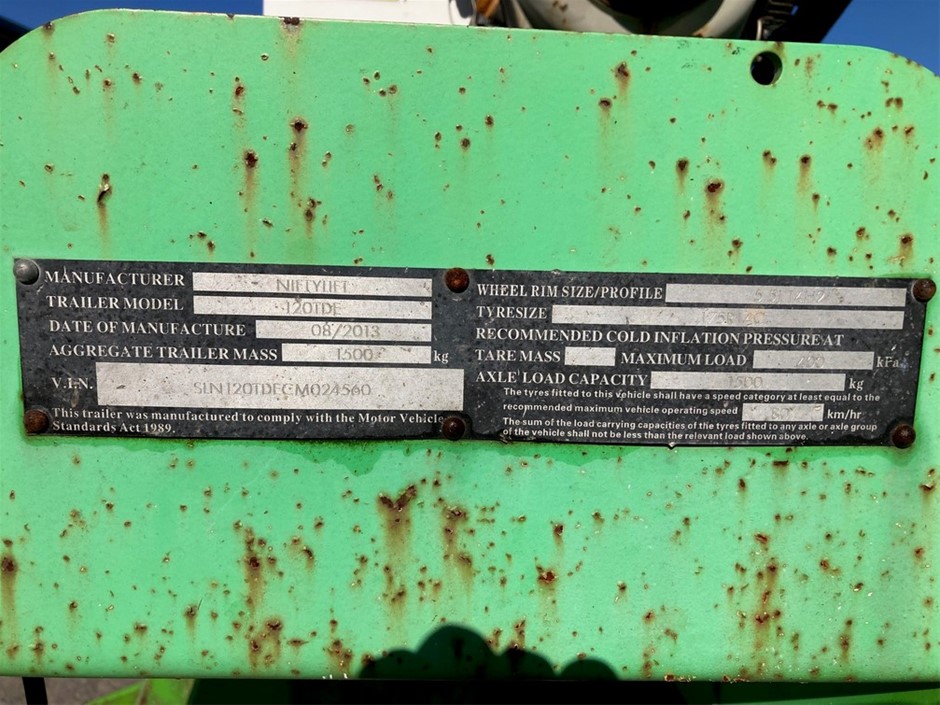 MANUFACTURER NIFTYLIFT
TRAILER MODEL 120TDE
DATE OF MANUFACTURE 08/2013
AGGREGATE TRAILER MASS 1500 kg
V.I.N.
This trailer was manufactured to comply with the Motor Vehicle
Standards Act 1989.
WHEEL RIM SIZE/PROFILE
TYRESIZE
RECOMMENDED COLD INFLATION PRESSURE AT
TARE MASS MAXIMUM LOAD kPa
AXLE LOAD CAPACITY 1500 kg
The tyres fitted to this vehicle shall have a speed category at least equal to the
recommended maximum vehicle operating speed km/hr
The sum of the load carrying capacities of the tyres fitted to any axle or axle group
of the vehicle shall not be less than the relevant load shown above.